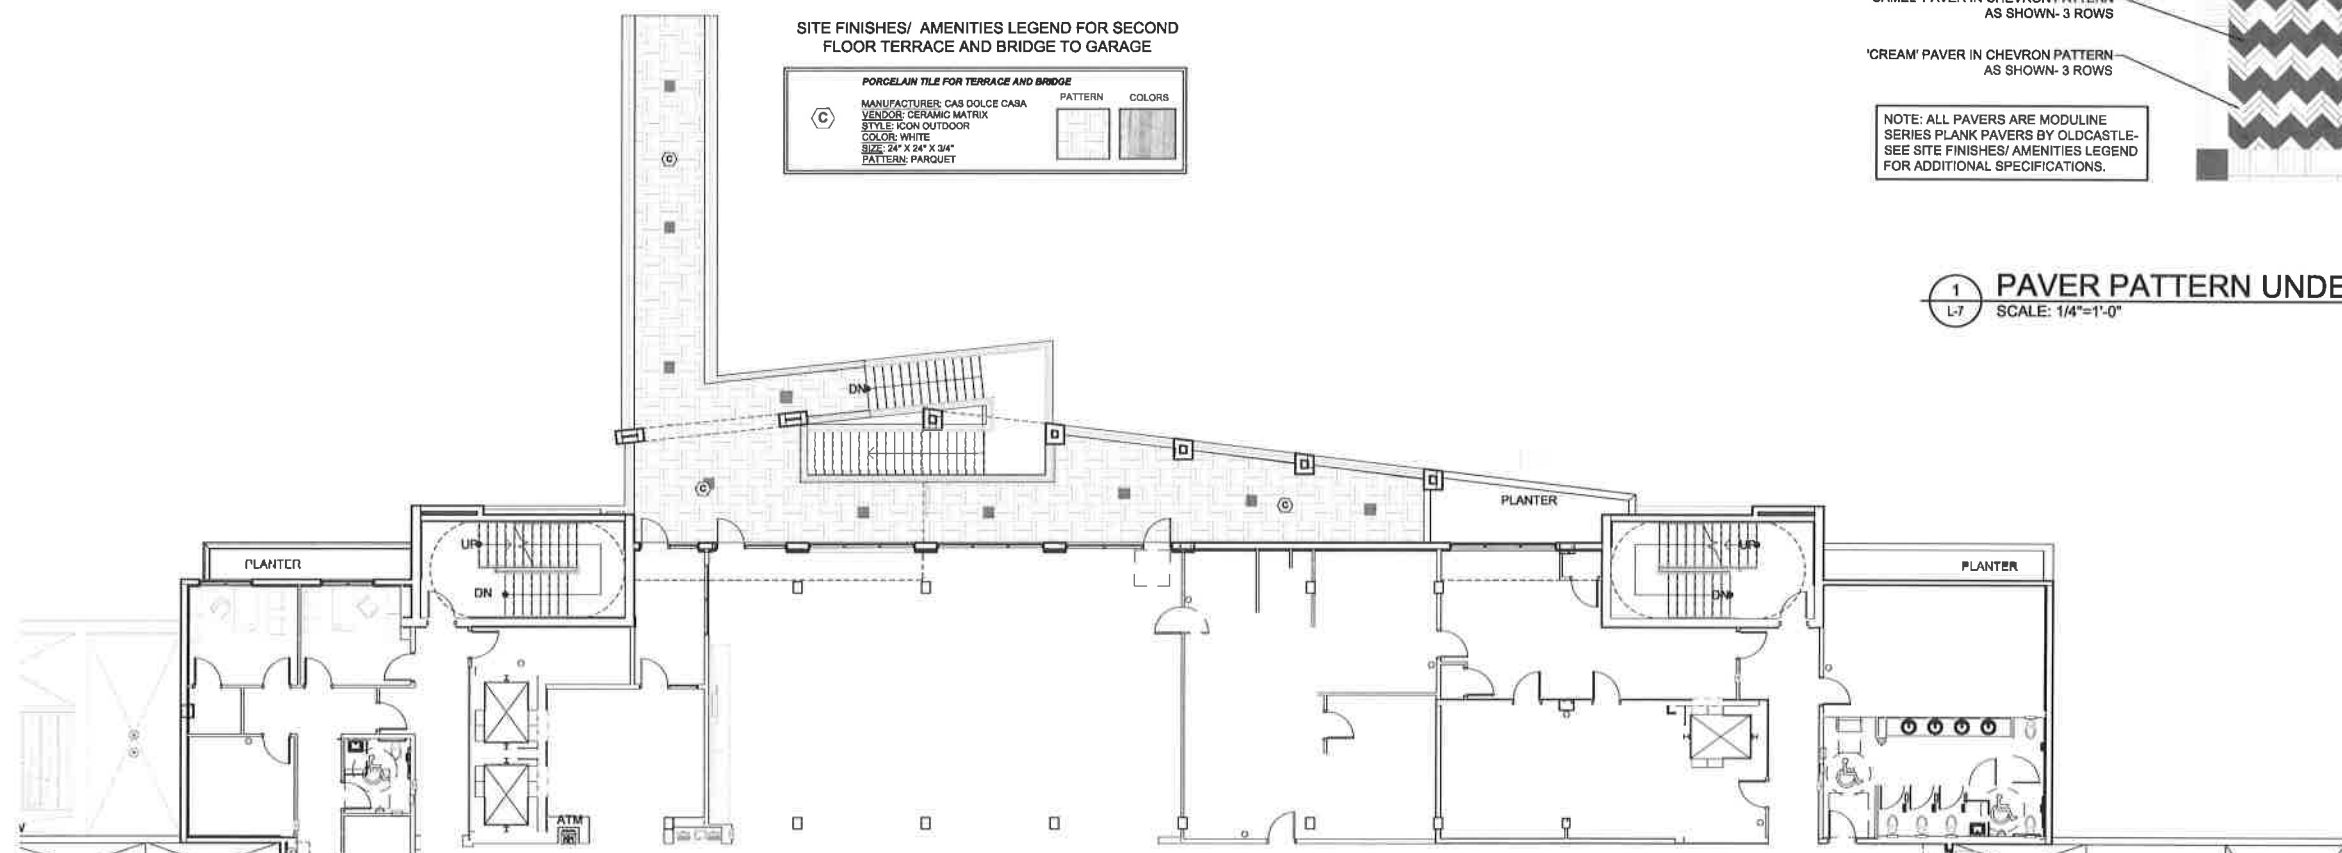 SITE FINISHES/ AMENITIES LEGEND FOR SECOND
FLOOR TERRACE AND BRIDGE TO GARAGE
PORCELAIN TILE FOR TERRACE AND BRIDGE
C
MANUFACTURER: CAS DOLCE CASA
VENDOR: CERAMIC MATRIX
STYLE: ICON OUTDOOR
COLOR: WHITE
SIZE: 24" X 24" X 3/4"
PATTERN: PARQUET
PATTERN
COLORS
AS SHOWN- 3 ROWS
'CREAM' PAVER IN CHEVRON PATTERN
AS SHOWN- 3 ROWS
NOTE: ALL PAVERS ARE MODULINE
SERIES PLANK PAVERS BY OLDCASTLE-
SEE SITE FINISHES/ AMENITIES LEGEND
FOR ADDITIONAL SPECIFICATIONS.
1
L-7
PAVER PATTERN UNDE
SCALE: 1/4"=1'-0"
C
DN
C
C
PLANTER
UP
DN
PLANTER
UP
DN
PLANTER
ATM